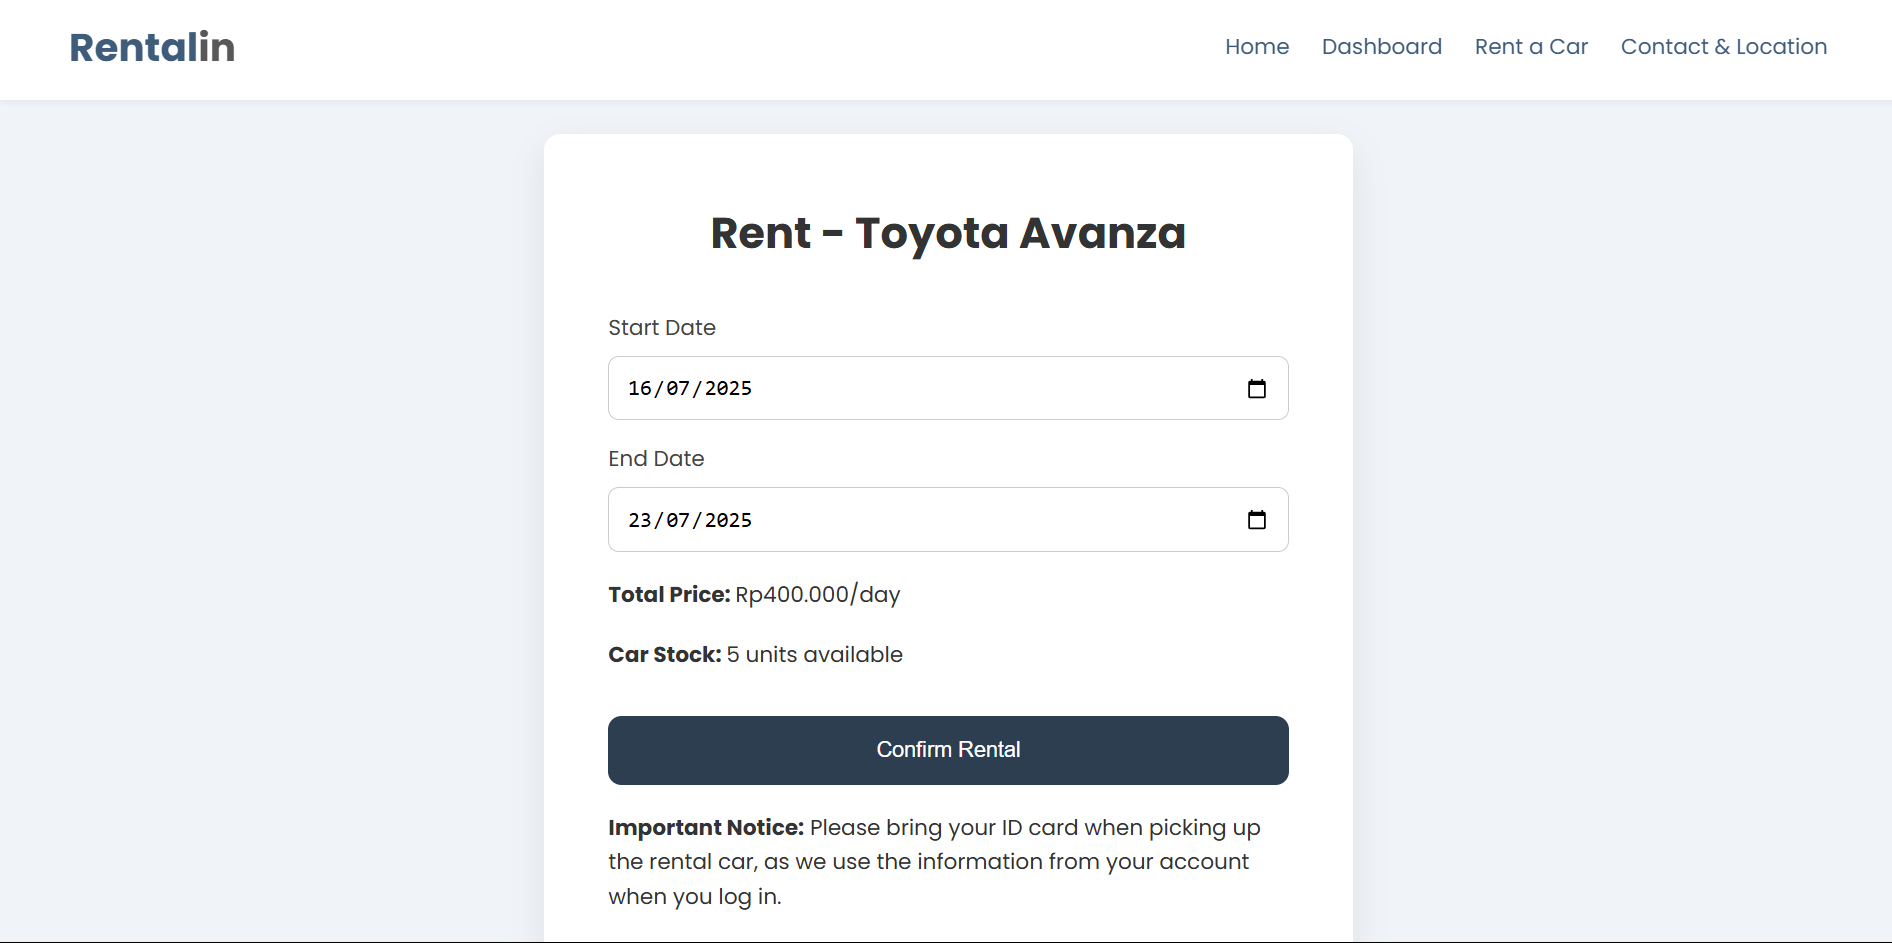 Rentalin
Home Dashboard Rent a Car Contact & Location
Rent - Toyota Avanza
Start Date
16/07/2025
End Date
23/07/2025
Total Price: Rp400.000/day
Car Stock: 5 units available
Confirm Rental
Important Notice: Please bring your ID card when picking up
the rental car, as we use the information from your account
when you log in.